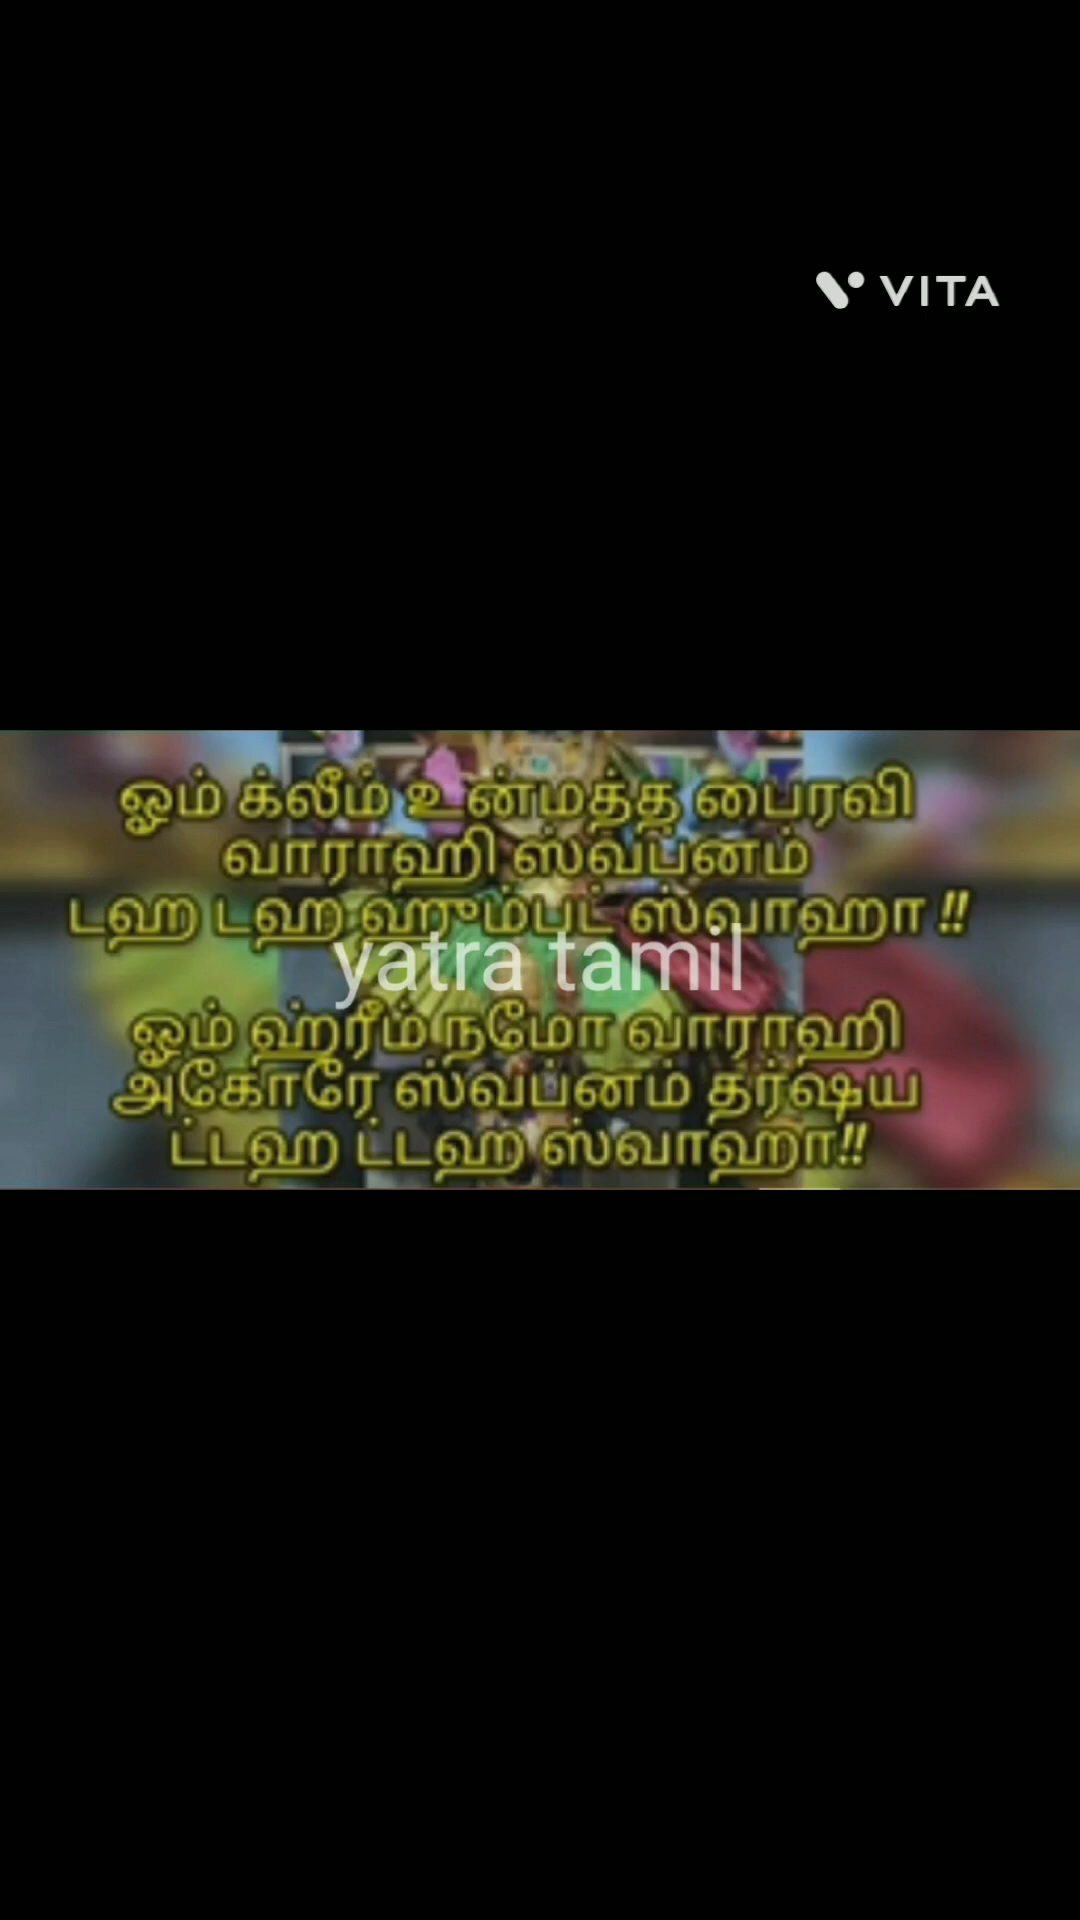 VITA
ஓம் க்லீம் உன்மத்த பைரவி
வாராஹி ஸ்வப்னம்
டஹ டஹ ஹும்பட் ஸ்வாஹா !!
yatra tamil
ஓம் ஹ்ரீம் நமோ வாராஹி
அகோரே ஸ்வப்னம் தர்ஷய
ட்டஹ ட்டஹ ஸ்வாஹா!!